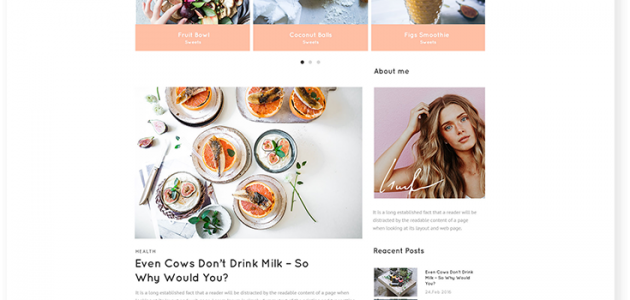 Fruit Bowl
Sweets
Coconut Balls
Sweets
Figs Smoothie
Sweets
About me
It is a long established fact that a reader will be
distracted by the readable content of a page
when looking at its layout and web page.
HEALTH
Even Cows Don't Drink Milk – So
Why Would You?
It is a long established fact that a reader will be distracted by the readable content of a page when
Reacent Posts
Even Cows Don't Drink
Milk – So Why Would You?
24 Feb, 2018